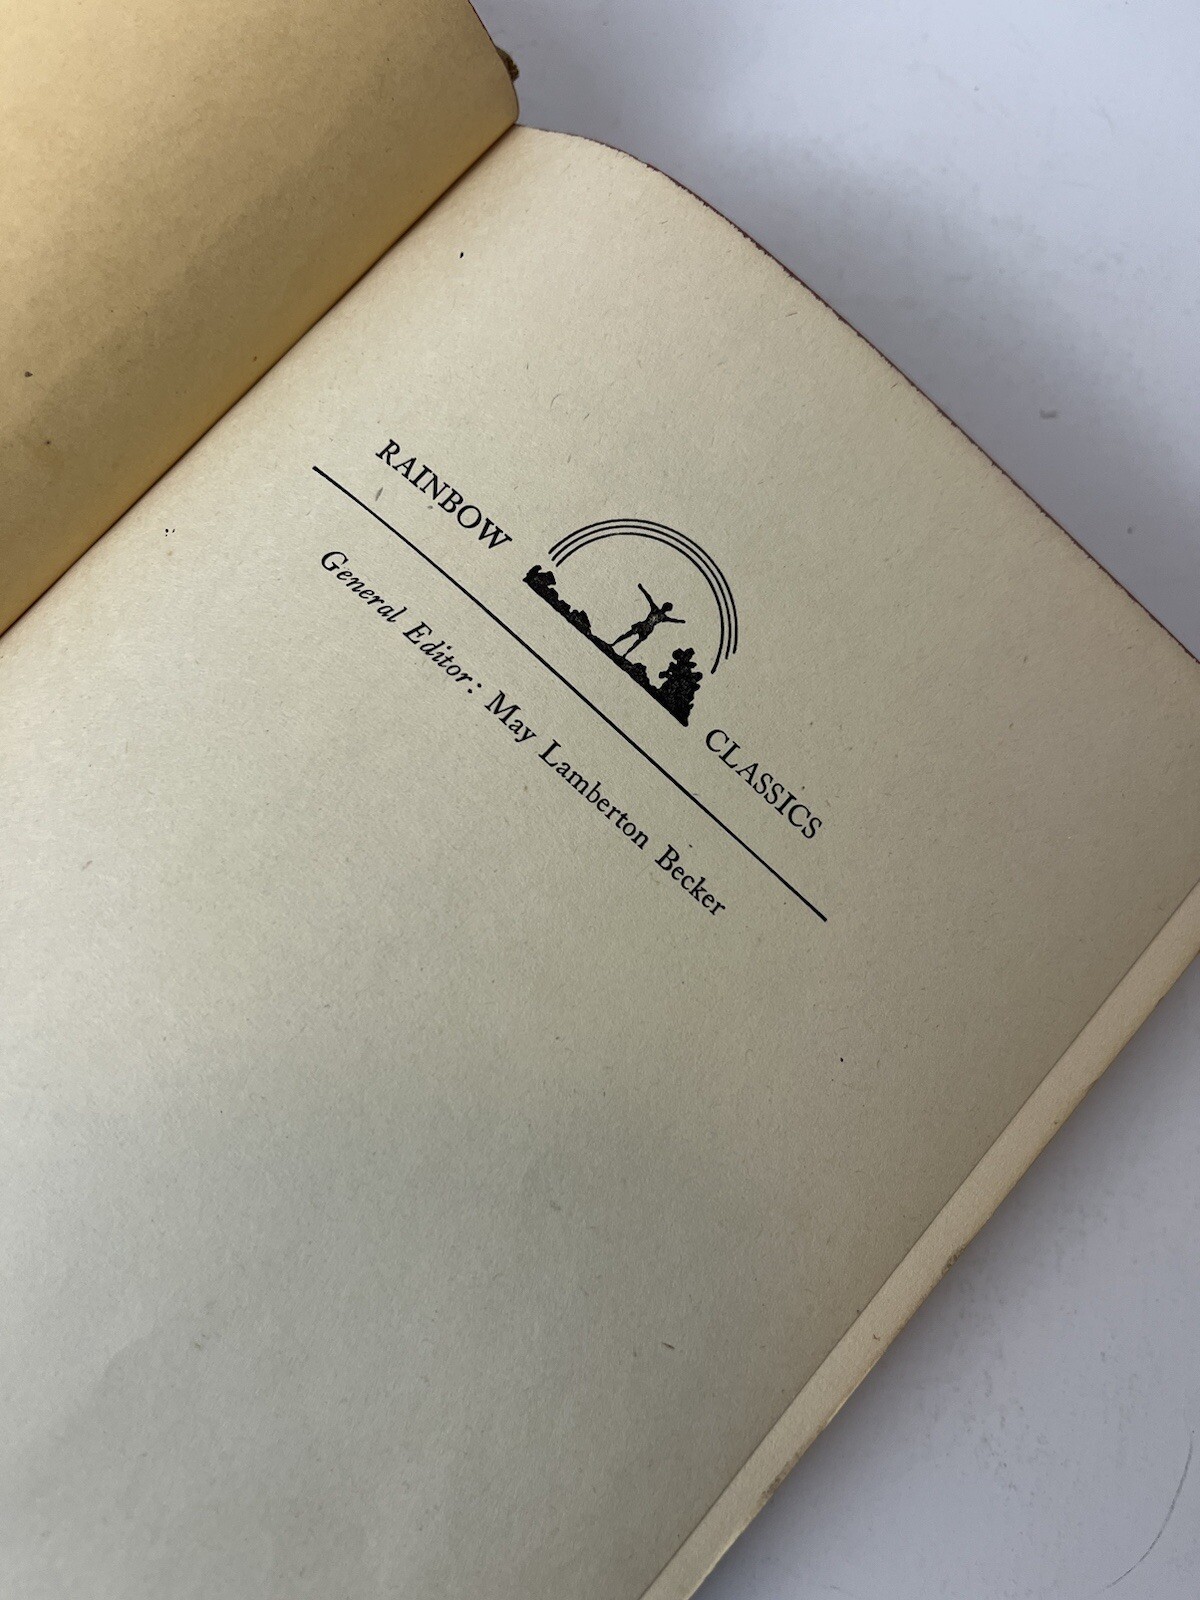 RAINBOW CLASSICS
General Editor: May Lamberton Becker